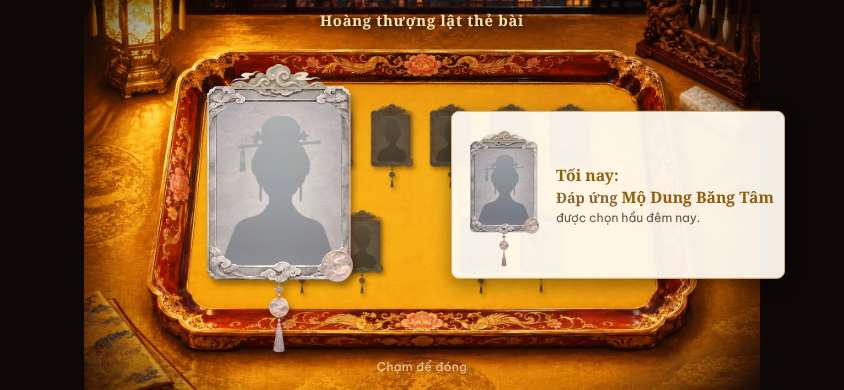 Hoàng thượng lật thẻ bài
Tối nay:
Đáp ứng Mộ Dung Băng Tâm
được chọn hầu đêm nay.
Chạm để đóng